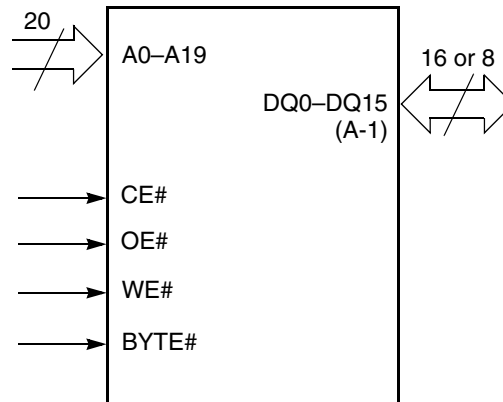 20
A0–A19
16 or 8
DQ0–DQ15
(A-1)
CE#
OE#
WE#
BYTE#